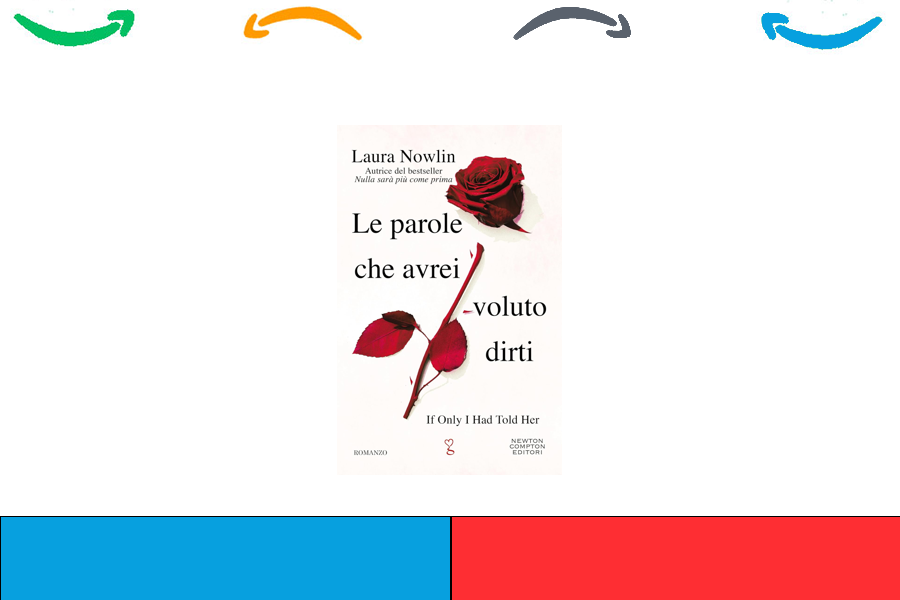 Laura Nowlin
Autrice del bestseller
Nulla sarà più come prima
Le parole
che avrei
voluto
dirti
If Only I Had Told Her
ROMANZO
NEWTON
COMPTON
EDITORI